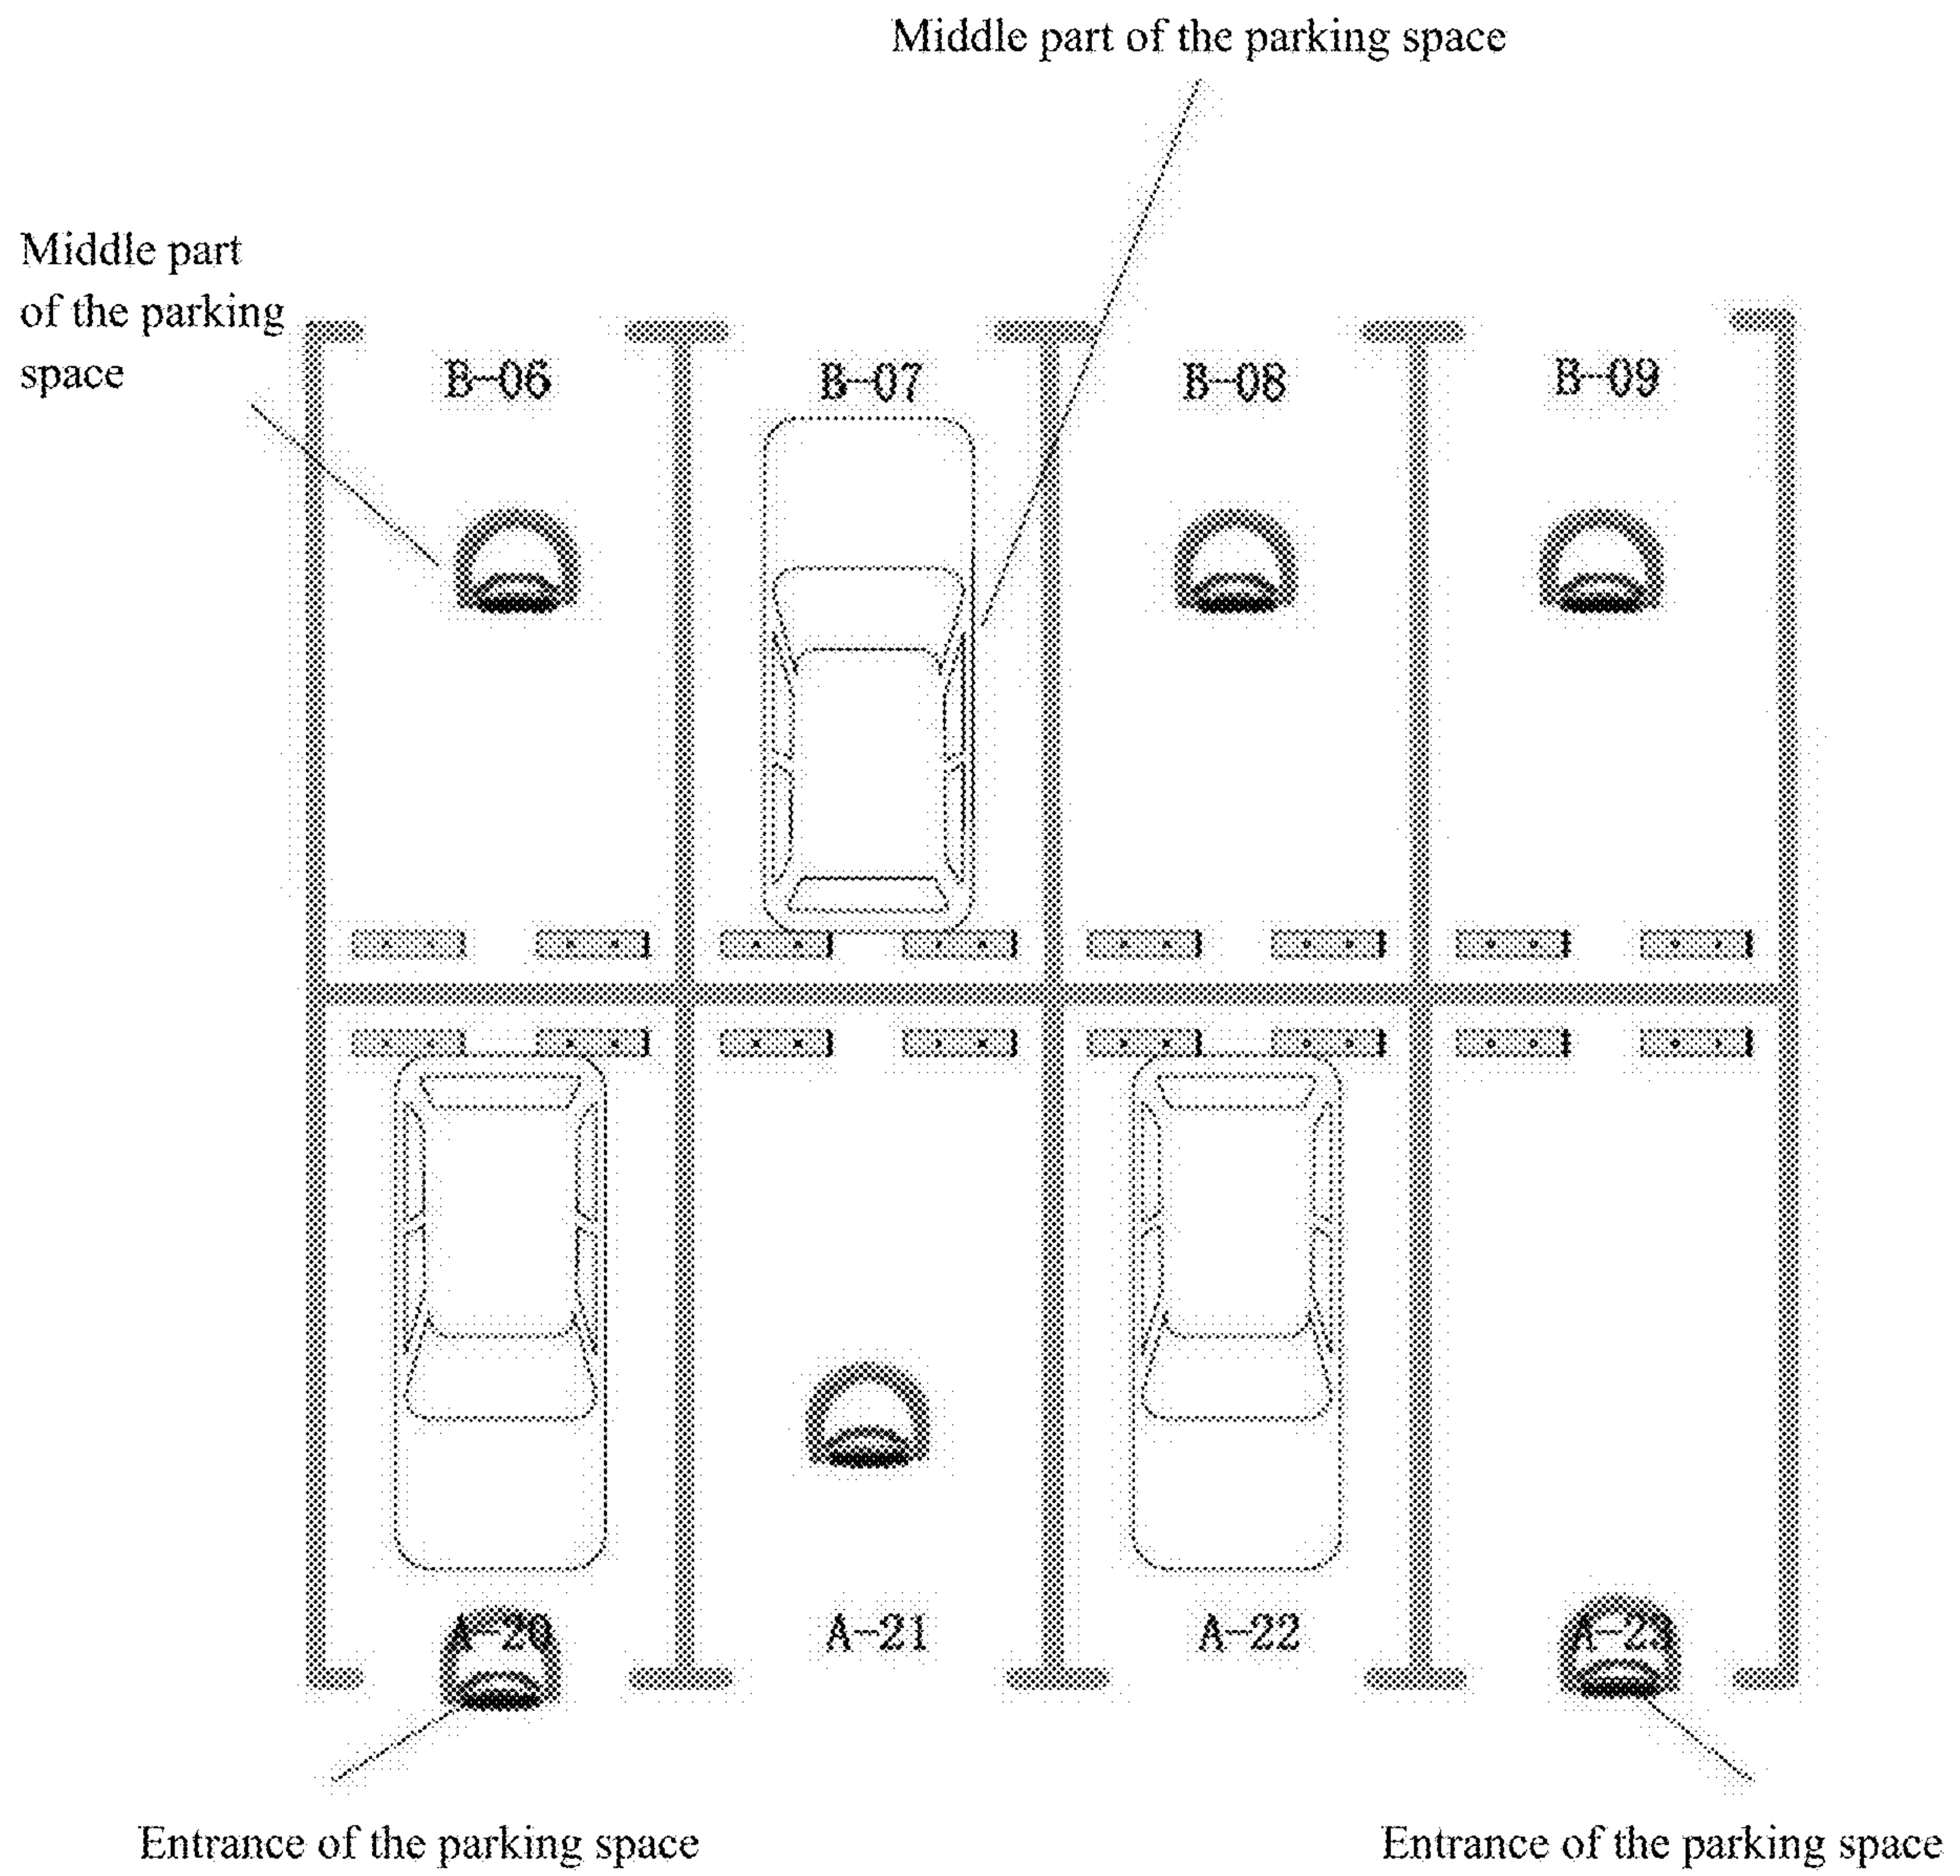 Middle part of the parking space
Middle part
of the parking
space
B-06
B-07
B-08
B-09
A-20
A-21
A-22
Entrance of the parking space
Entrance of the parking space